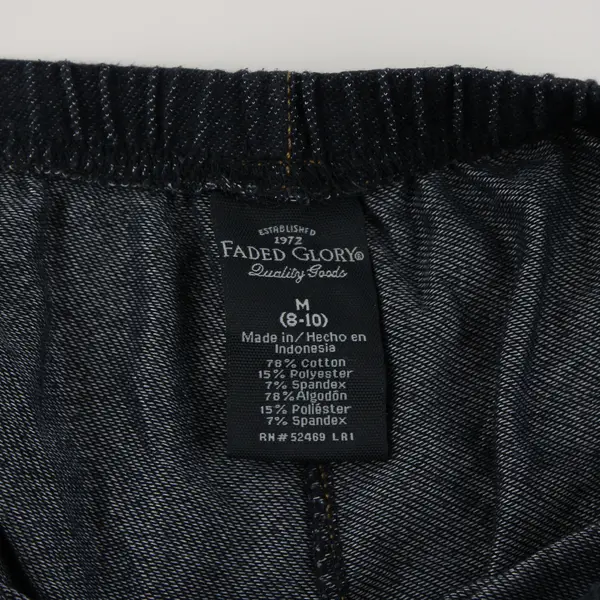 ESTABLISHED
1972
FADED GLORY®
Quality Goods
M
(8-10)
Made in/Hecho en
Indonesia
78% Cotton
15% Polyester
7% Spandex
78% Algodón
15% Poliéster
7% Spandex
RN# 52469 LRI